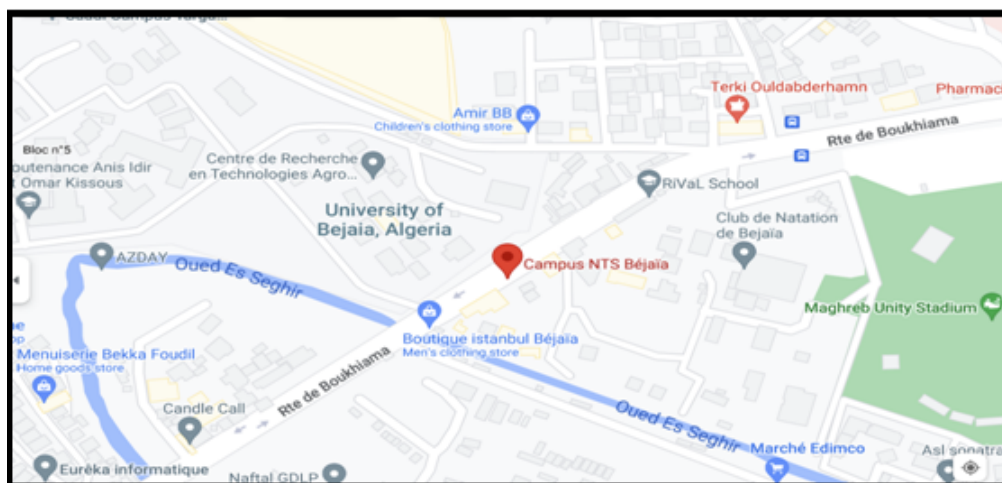 Terki Ouldabderhamn
Pharmaci
Amir BB
Children's clothing store
Rte de Boukhiama
Bloc n°5
outenance Anis Idir
t Omar Kissous
Centre de Recherche
en Technologies Agro...
RiVaL School
University of
Bejaia, Algeria
Club de Natation
de Bejaïa
AZDAY
Oued Es Seghir
Campus NTS Béjaïa
Maghreb Unity Stadium
Boutique istanbul Béjaïa
Men's clothing store
Menuiserie Bekka Foudil
Home goods store
Rte de Boukhiama
Candle Call
Oued Es Seghir
Marché Edimco
Eurêka informatique
Naftal GDLP
Asl sonatra